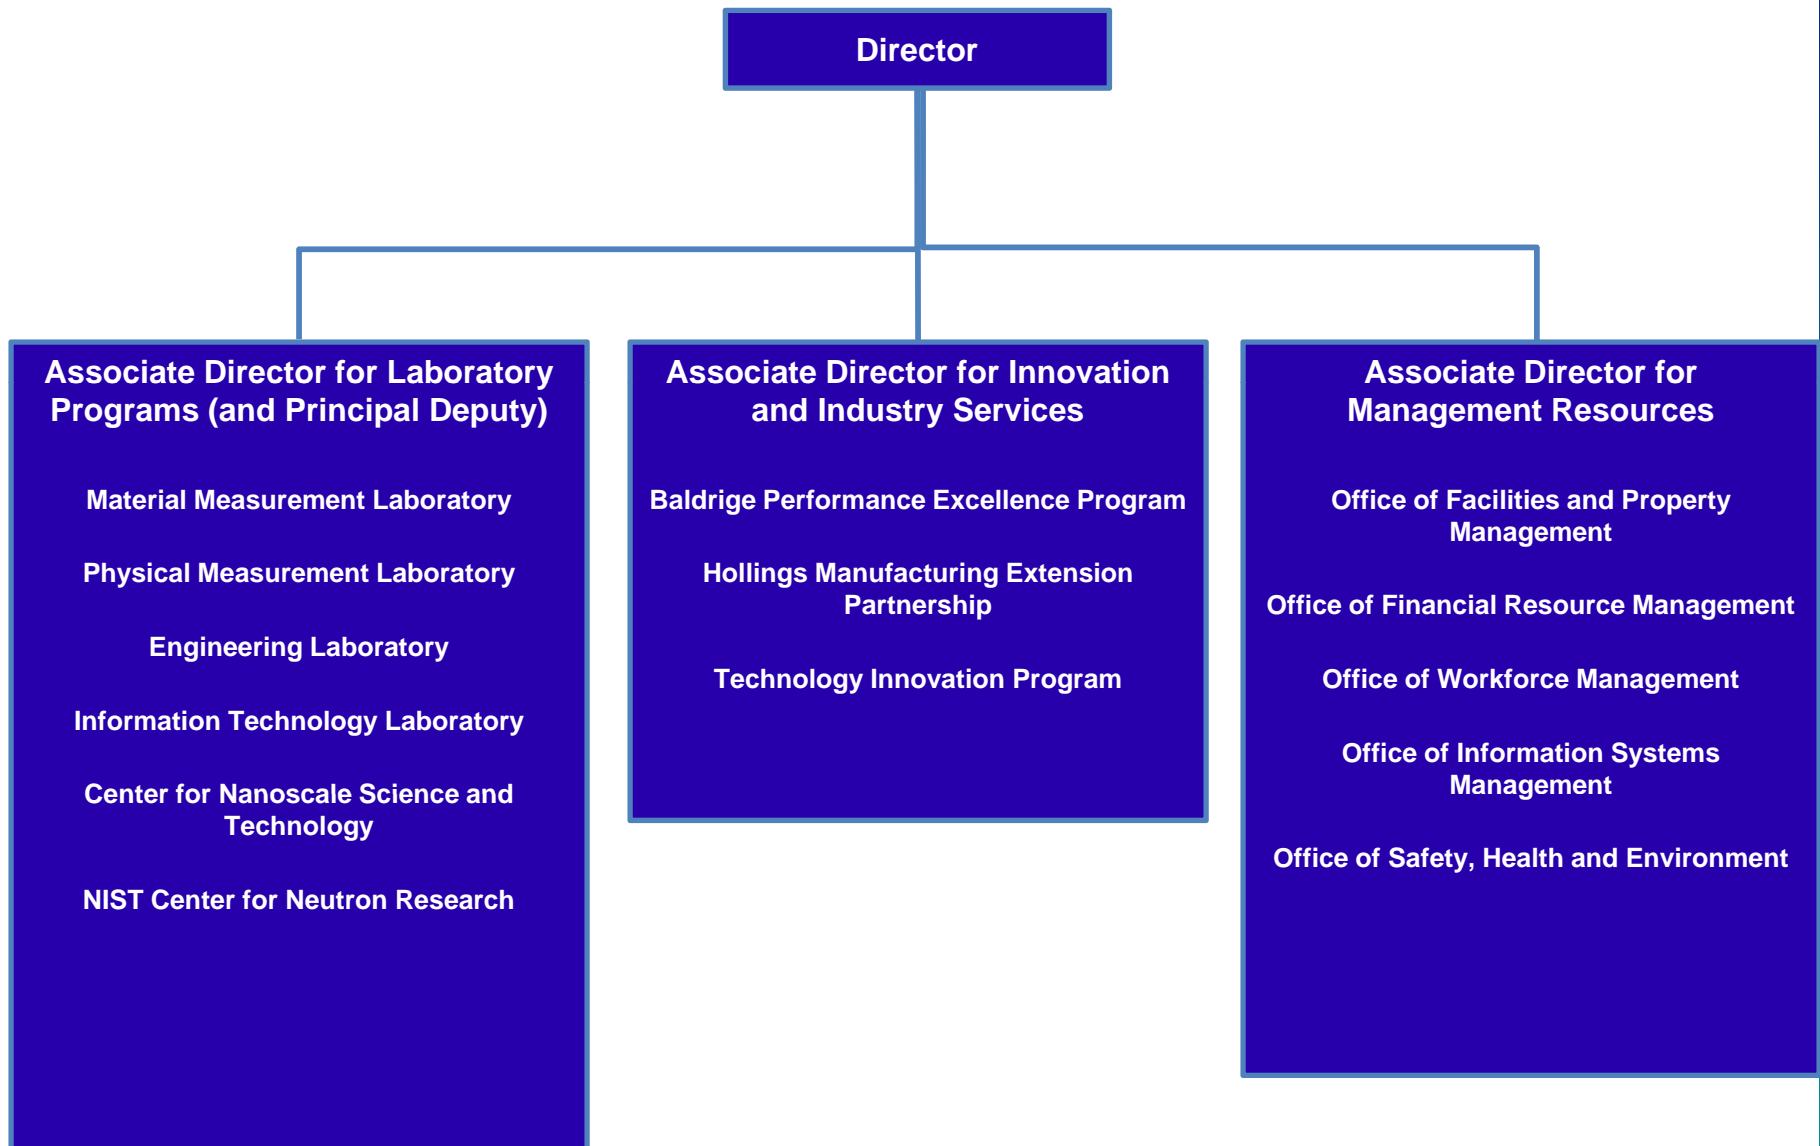 Director
Associate Director for Laboratory
Programs (and Principal Deputy)
Material Measurement Laboratory
Physical Measurement Laboratory
Engineering Laboratory
Information Technology Laboratory
Center for Nanoscale Science and
Technology
NIST Center for Neutron Research
Associate Director for Innovation
and Industry Services
Baldrige Performance Excellence Program
Hollings Manufacturing Extension
Partnership
Technology Innovation Program
Associate Director for
Management Resources
Office of Facilities and Property
Management
Office of Financial Resource Management
Office of Workforce Management
Office of Information Systems
Management
Office of Safety, Health and Environment